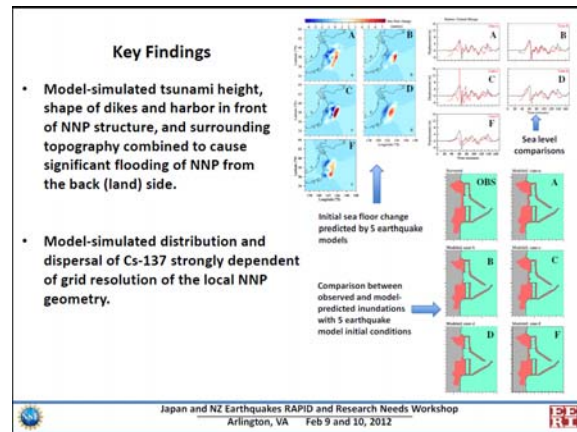 Key Findings
• Model-simulated tsunami height,
shape of dikes and harbor in front
of NNP structure, and surrounding
topography combined to cause
significant flooding of NNP from
the back (land) side.
• Model-simulated distribution and
dispersal of Cs-137 strongly dependent
of grid resolution of the local NNP
geometry.
A
B
C
D
F
Initial sea floor change
predicted by 5 earthquake
models
A
B
C
D
F
Sea level
comparisons
Comparison between
observed and model-
predicted inundations
with 5 earthquake
model initial conditions
OBS
A
B
C
D
F
Japan and NZ Earthquakes RAPID and Research Needs Workshop
Arlington, VA Feb 9 and 10, 2012
NSF
EE
RI